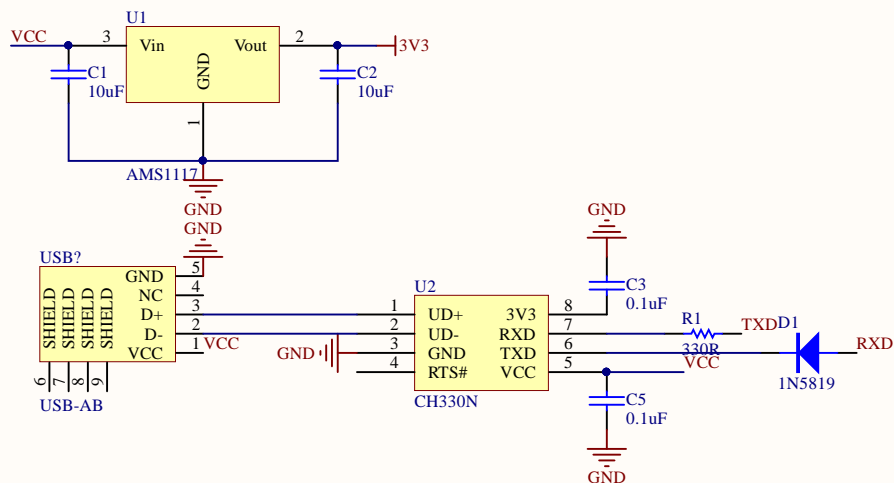 U1
VCC 3 Vin Vout 2 3V3
GND
C1
10uF
C2
10uF
1
AMS1117
GND
GND
USB?
GND 5
NC 4
D+ 3
D- 2
VCC 1 VCC
SHIELD SHIELD SHIELD SHIELD
6 7 8 9
USB-AB
U2
1 UD+ 3V3 8
2 UD- RXD 7
GND 3 GND TXD 6
4 RTS# VCC 5
CH330N
GND
C3
0.1uF
R1
330R
TXD
D1
RXD
1N5819
VCC
C5
0.1uF
GND